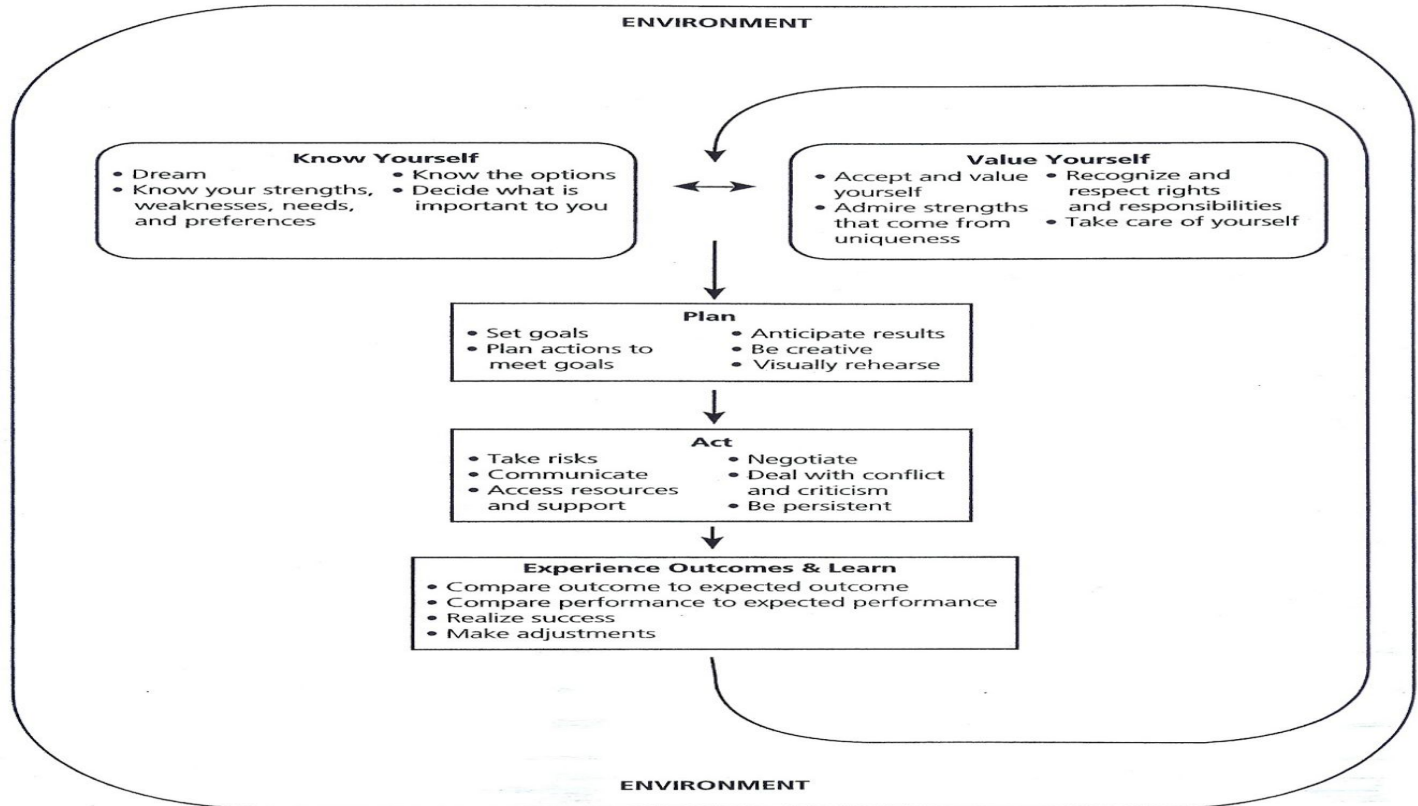 ENVIRONMENT
Know Yourself
• Dream
• Know your strengths,
weaknesses, needs,
and preferences
• Know the options
• Decide what is
important to you
Value Yourself
• Accept and value
yourself
• Admire strengths
that come from
uniqueness
• Recognize and
respect rights
and responsibilities
• Take care of yourself
Plan
• Set goals
• Plan actions to
meet goals
• Anticipate results
• Be creative
• Visually rehearse
Act
• Take risks
• Communicate
• Access resources
and support
• Negotiate
• Deal with conflict
and criticism
• Be persistent
Experience Outcomes & Learn
• Compare outcome to expected outcome
• Compare performance to expected performance
• Realize success
• Make adjustments
ENVIRONMENT